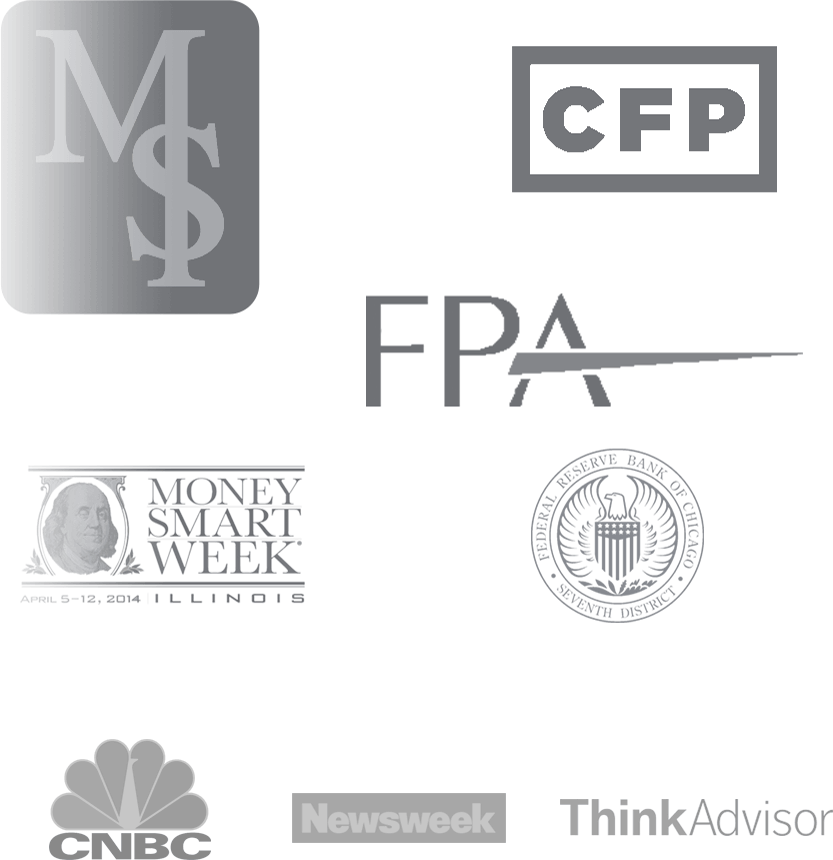 MS
CFP
FPA
MONEY
SMART
WEEK
APRIL 5-12, 2014 ILLINOIS
FEDERAL RESERVE BANK OF CHICAGO
• SEVENTH DISTRICT •
CNBC
Newsweek
ThinkAdvisor